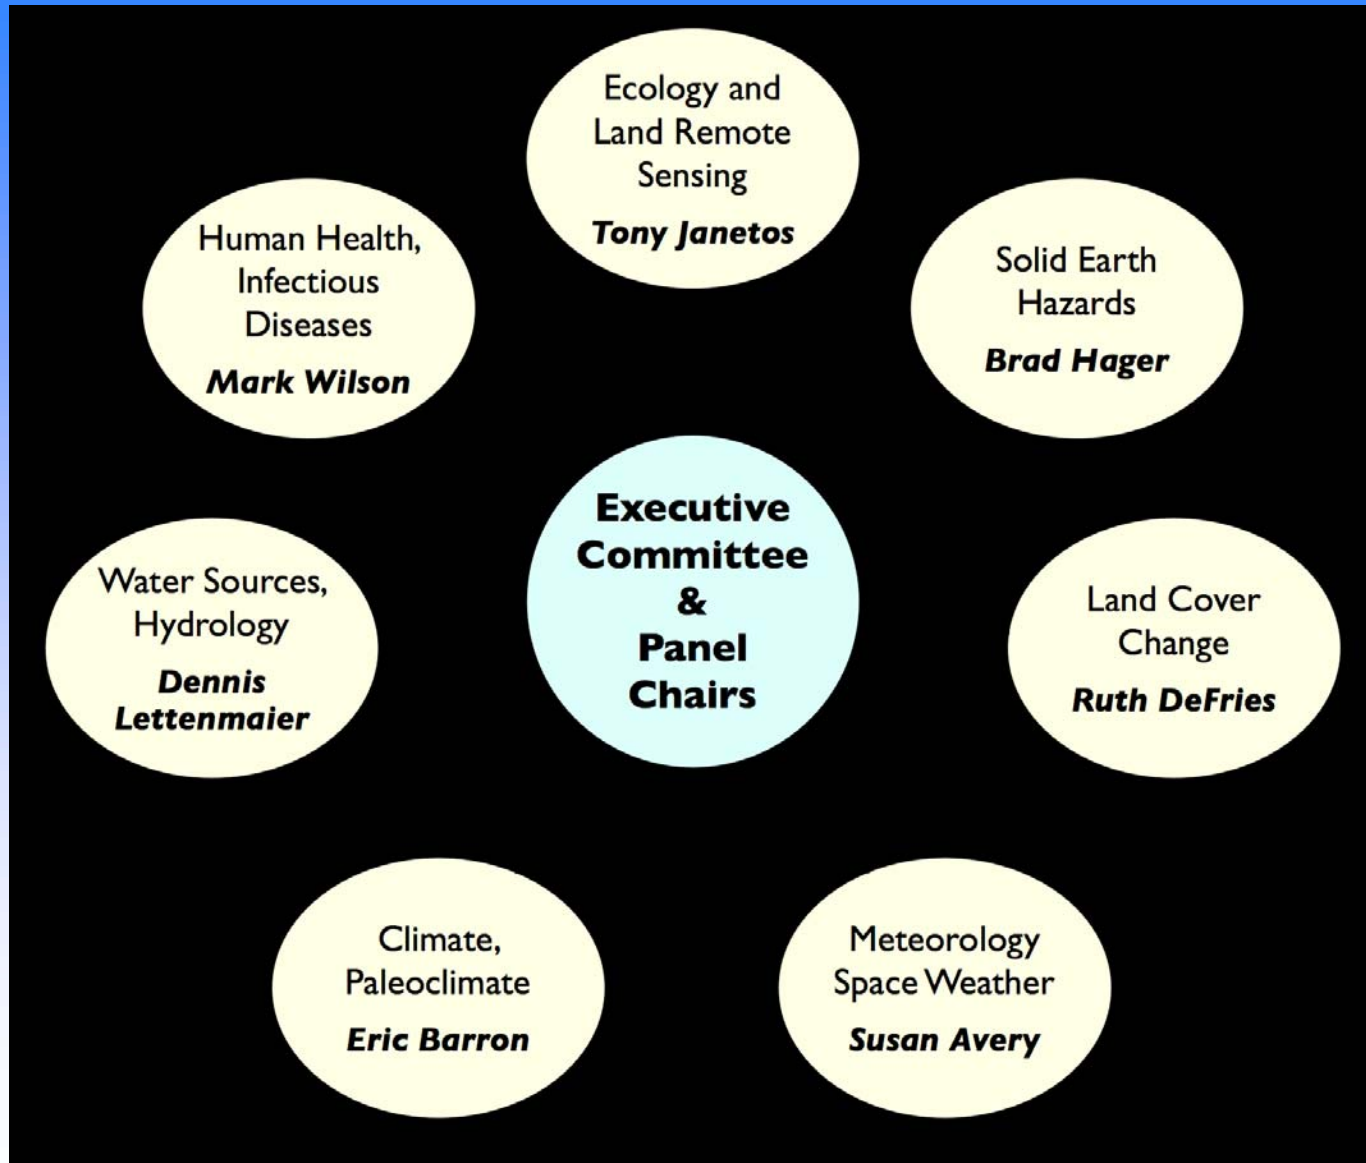 Ecology and
Land Remote
Sensing
Tony Janetos
Human Health,
Infectious
Diseases
Mark Wilson
Solid Earth
Hazards
Brad Hager
Executive
Committee
&
Panel
Chairs
Water Sources,
Hydrology
Dennis
Lettenmaier
Land Cover
Change
Ruth DeFries
Climate,
Paleoclimate
Eric Barron
Meteorology
Space Weather
Susan Avery